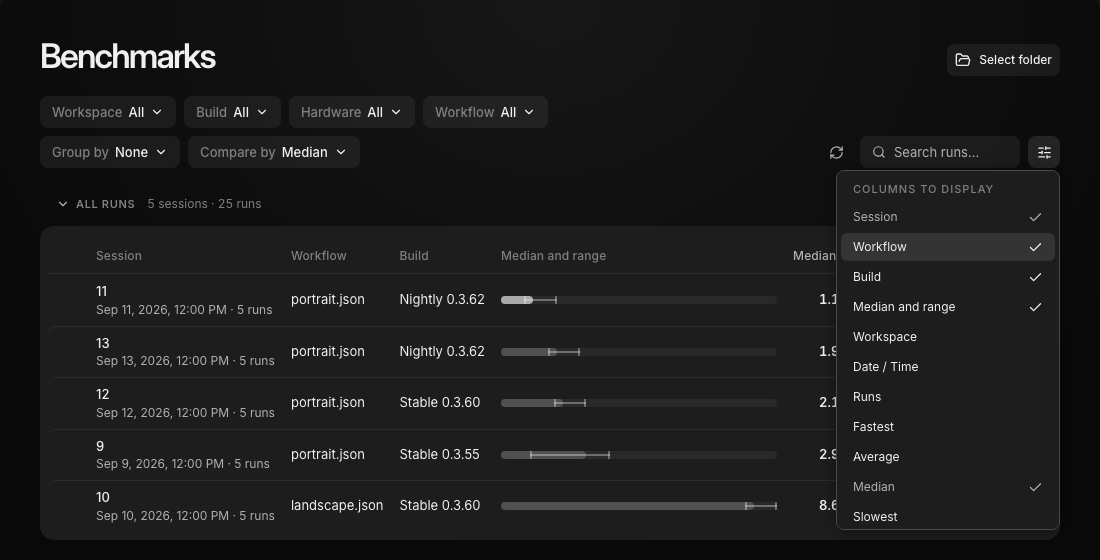 Benchmarks
Select folder
Workspace All
Build All
Hardware All
Workflow All
Group by None
Compare by Median
Search runs...
ALL RUNS 5 sessions · 25 runs
Session Workflow Build Median and range Median
11
Sep 11, 2026, 12:00 PM · 5 runs
portrait.json Nightly 0.3.62
13
Sep 13, 2026, 12:00 PM · 5 runs
portrait.json Nightly 0.3.62
12
Sep 12, 2026, 12:00 PM · 5 runs
portrait.json Stable 0.3.60
9
Sep 9, 2026, 12:00 PM · 5 runs
portrait.json Stable 0.3.55
10
Sep 10, 2026, 12:00 PM · 5 runs
landscape.json Stable 0.3.60
COLUMNS TO DISPLAY
Session
Workflow
Build
Median and range
Workspace
Date / Time
Runs
Fastest
Average
Median
Slowest